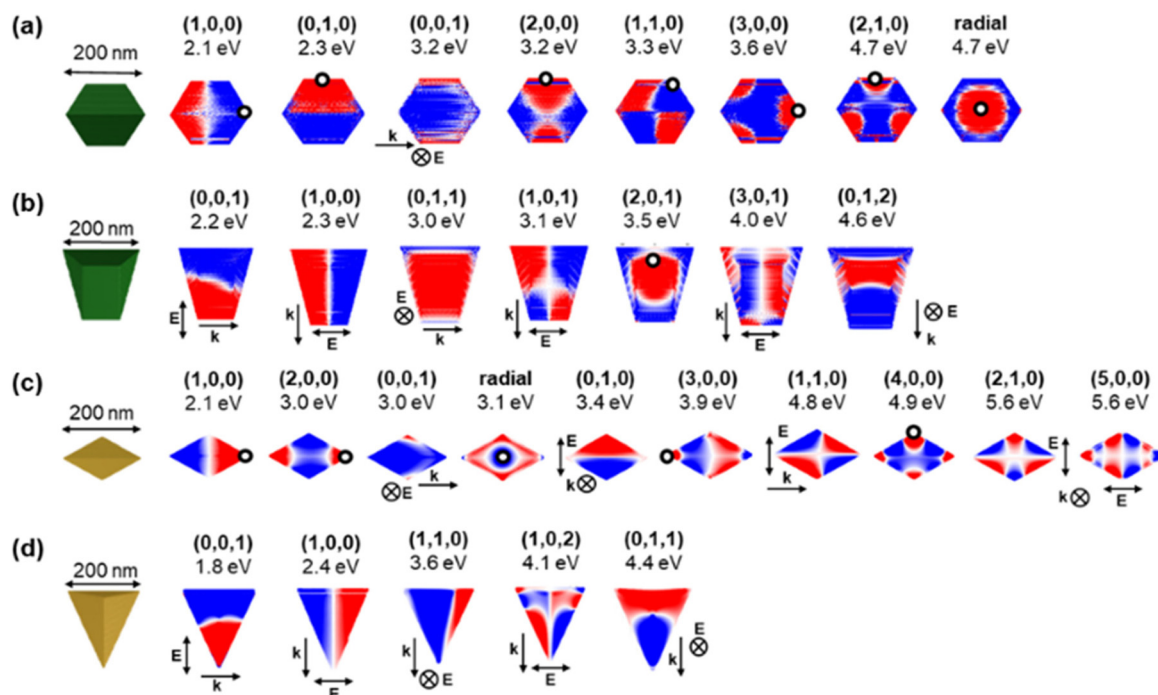 (a)
200 nm
(1,0,0) (0,1,0) (0,0,1) (2,0,0) (1,1,0) (3,0,0) (2,1,0) radial
2.1 eV 2.3 eV 3.2 eV 3.2 eV 3.3 eV 3.6 eV 4.7 eV 4.7 eV
k
E
(b)
200 nm
(0,0,1) (1,0,0) (0,1,1) (1,0,1) (2,0,1) (3,0,1) (0,1,2)
2.2 eV 2.3 eV 3.0 eV 3.1 eV 3.5 eV 4.0 eV 4.6 eV
E k k E E k k E k E E k
(c)
200 nm
(1,0,0) (2,0,0) (0,0,1) radial (0,1,0) (3,0,0) (1,1,0) (4,0,0) (2,1,0) (5,0,0)
2.1 eV 3.0 eV 3.0 eV 3.1 eV 3.4 eV 3.9 eV 4.8 eV 4.9 eV 5.6 eV 5.6 eV
E k E k E k E k E
(d)
200 nm
(0,0,1) (1,0,0) (1,1,0) (1,0,2) (0,1,1)
1.8 eV 2.4 eV 3.6 eV 4.1 eV 4.4 eV
E k k E k E k E k E